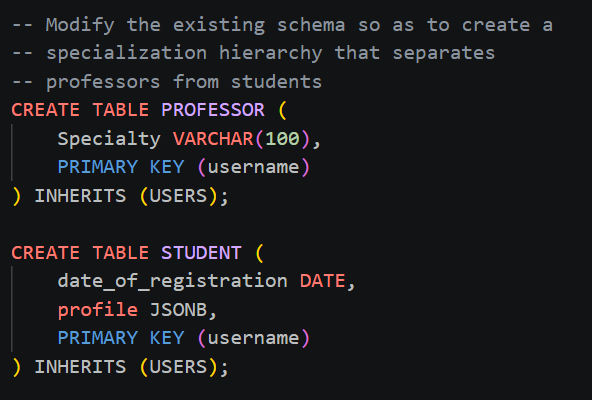 -- Modify the existing schema so as to create a
-- specialization hierarchy that separates
-- professors from students
CREATE TABLE PROFESSOR (
    Specialty VARCHAR(100),
    PRIMARY KEY (username)
) INHERITS (USERS);

CREATE TABLE STUDENT (
    date_of_registration DATE,
    profile JSONB,
    PRIMARY KEY (username)
) INHERITS (USERS);